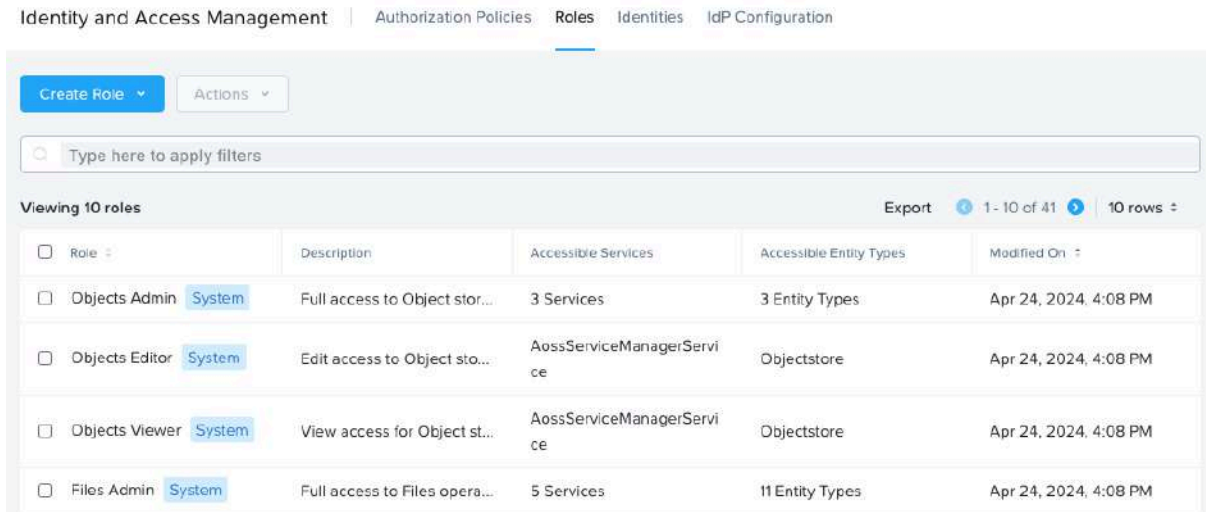 Identity and Access Management Authorization Policies Roles Identities IdP Configuration
Create Role Actions
Type here to apply filters
Viewing 10 roles Export 1 - 10 of 41 10 rows
Role Description Accessible Services Accessible Entity Types Modified On
Objects Admin System Full access to Object stor... 3 Services 3 Entity Types Apr 24, 2024, 4:08 PM
Objects Editor System Edit access to Object sto... AossServiceManagerServi
ce Objectstore Apr 24, 2024, 4:08 PM
Objects Viewer System View access for Object st... AossServiceManagerServi
ce Objectstore Apr 24, 2024, 4:08 PM
Files Admin System Full access to Files opera... 5 Services 11 Entity Types Apr 24, 2024, 4:08 PM